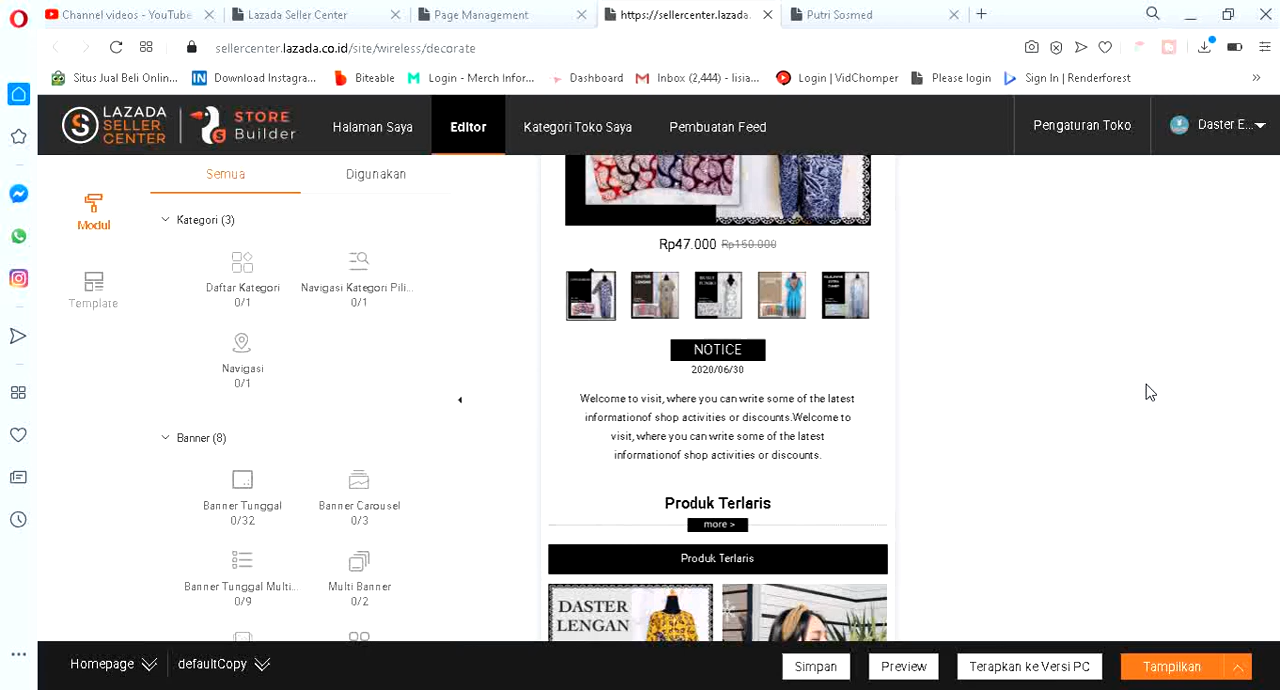 Channel videos - YouTube
Lazada Seller Center
Page Management
https://sellercenter.lazada.
Putri Sosmed
sellercenter.lazada.co.id/site/wireless/decorate
Situs Jual Beli Onlin...
Download Instagra...
Biteable
Login - Merch Infor...
Dashboard
Inbox (2,444) - lisia...
Login | VidChomper
Please login
Sign In | Renderforest
LAZADA
SELLER
CENTER
STORE
Builder
Halaman Saya
Editor
Kategori Toko Saya
Pembuatan Feed
Pengaturan Toko
Daster E...
Modul
Template
Semua
Digunakan
Kategori (3)
Daftar Kategori
0/1
Navigasi Kategori Pili...
0/1
Navigasi
0/1
Banner (8)
Banner Tunggal
0/32
Banner Carousel
0/3
Banner Tunggal Multi...
0/9
Multi Banner
0/2
Rp47.000 Rp150.000
NOTICE
2020/06/30
Welcome to visit, where you can write some of the latest
informationof shop activities or discounts.Welcome to
visit, where you can write some of the latest
informationof shop activities or discounts.
Produk Terlaris
more >
Produk Terlaris
DASTER
LENGAN
Homepage
defaultCopy
Simpan
Preview
Terapkan ke Versi PC
Tampilkan